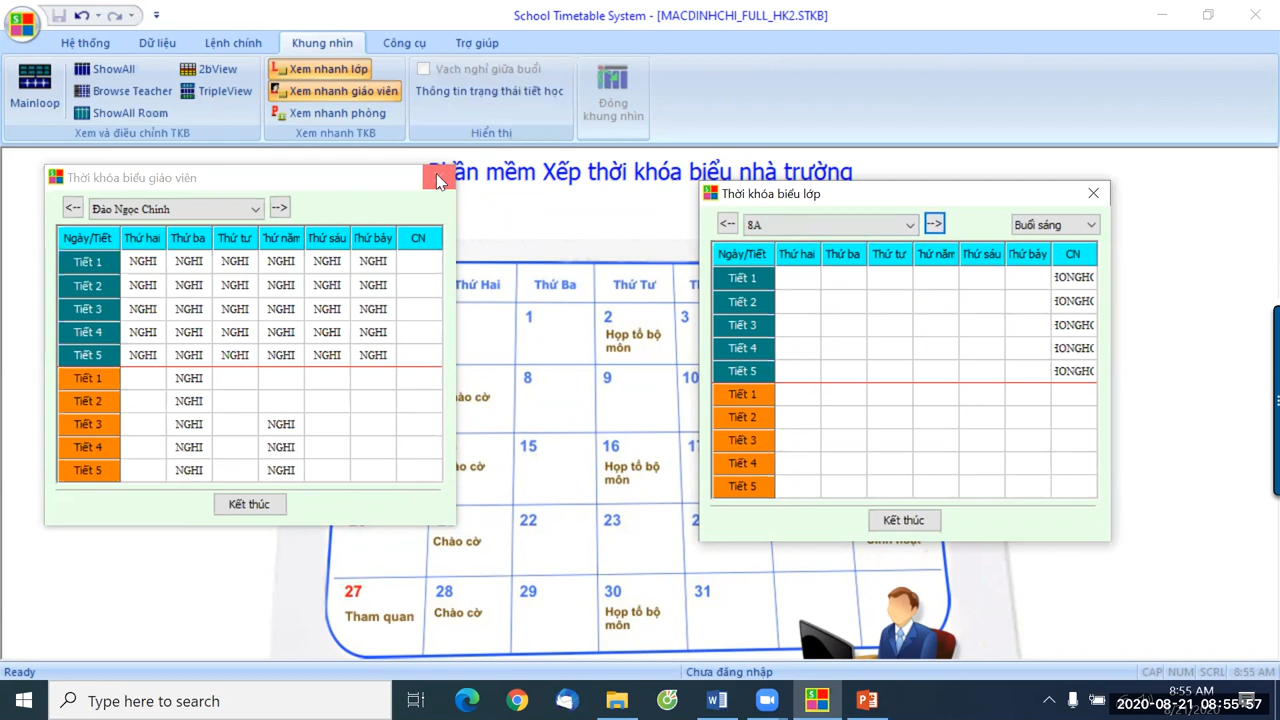 School Timetable System - [MACDINHCHI_FULL_HK2.STKB]
Hệ thống Dữ liệu Lệnh chính Khung nhìn Công cụ Trợ giúp
Mainloop
ShowAll
Browse Teacher
ShowAll Room
2bView
TripleView
Xem và điều chỉnh TKB
Xem nhanh lớp
Xem nhanh giáo viên
Xem nhanh phòng
Xem nhanh TKB
Vạch nghỉ giữa buổi
Thông tin trạng thái tiết học
Hiển thị
Đóng
khung nhìn
Phần mềm Xếp thời khóa biểu nhà trường
Thời khóa biểu giáo viên
<-- Đào Ngọc Chính -->
Ngày/Tiết Thứ hai Thứ ba Thứ tư Thứ năm Thứ sáu Thứ bảy CN
Tiết 1 NGHI NGHI NGHI NGHI NGHI NGHI
Tiết 2 NGHI NGHI NGHI NGHI NGHI NGHI
Tiết 3 NGHI NGHI NGHI NGHI NGHI NGHI
Tiết 4 NGHI NGHI NGHI NGHI NGHI NGHI
Tiết 5 NGHI NGHI NGHI NGHI NGHI NGHI
Tiết 1 NGHI
Tiết 2 NGHI
Tiết 3 NGHI NGHI
Tiết 4 NGHI NGHI
Tiết 5 NGHI NGHI
Kết thúc
Thời khóa biểu lớp
<-- 8A --> Buổi sáng
Ngày/Tiết Thứ hai Thứ ba Thứ tư Thứ năm Thứ sáu Thứ bảy CN
Tiết 1
Tiết 2
Tiết 3
Tiết 4
Tiết 5
Tiết 1
Tiết 2
Tiết 3
Tiết 4
Tiết 5
Kết thúc
Thứ Hai Thứ Ba Thứ Tư
1 2 3
Họp tổ bộ
môn
8 9 10
15 16
Họp tổ bộ
môn
22 23
Chào cờ
27 28 29 30 31
Tham quan Chào cờ Họp tổ bộ
môn
Ready Chưa đăng nhập CAP NUM SCRL 8:55 AM
Type here to search
8:55 AM
2020-08-21 08:55:57